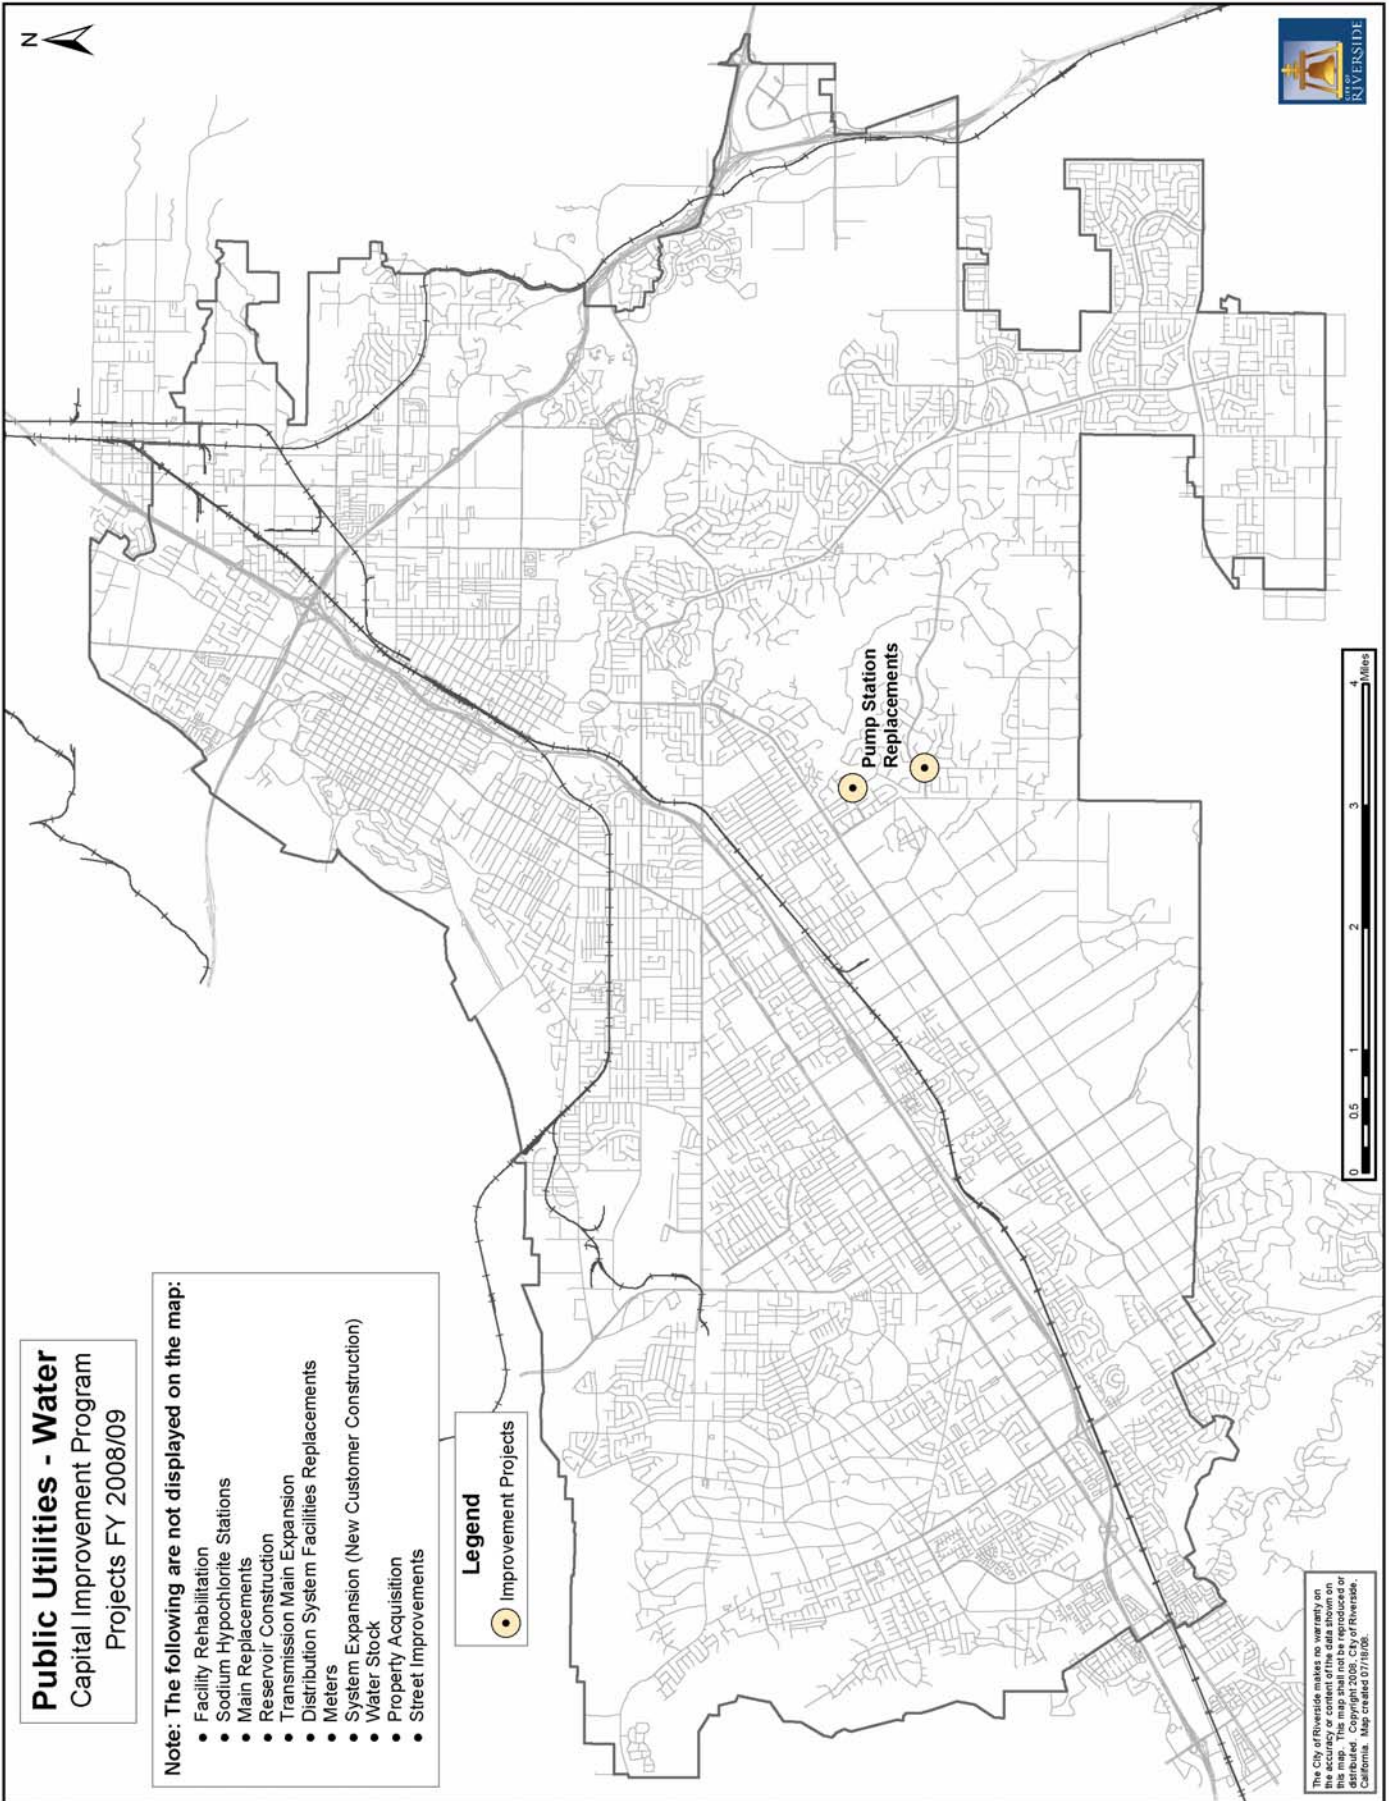 N
Public Utilities - Water
Capital Improvement Program
Projects FY 2008/09
Note: The following are not displayed on the map:
• Facility Rehabilitation
• Sodium Hypochlorite Stations
• Main Replacements
• Reservoir Construction
• Transmission Main Expansion
• Distribution System Facilities Replacements
• Meters
• System Expansion (New Customer Construction)
• Water Stock
• Property Acquisition
• Street Improvements
Legend
Improvement Projects
Pump Station
Replacements
CITY OF
RIVERSIDE
0 0.5 1 2 3 4
Miles
The City of Riverside makes no warranty on
the accuracy or content of the data shown on
this map. This map shall not be reproduced or
distributed. Copyright 2008, City of Riverside,
California. Map created 07/18/08.